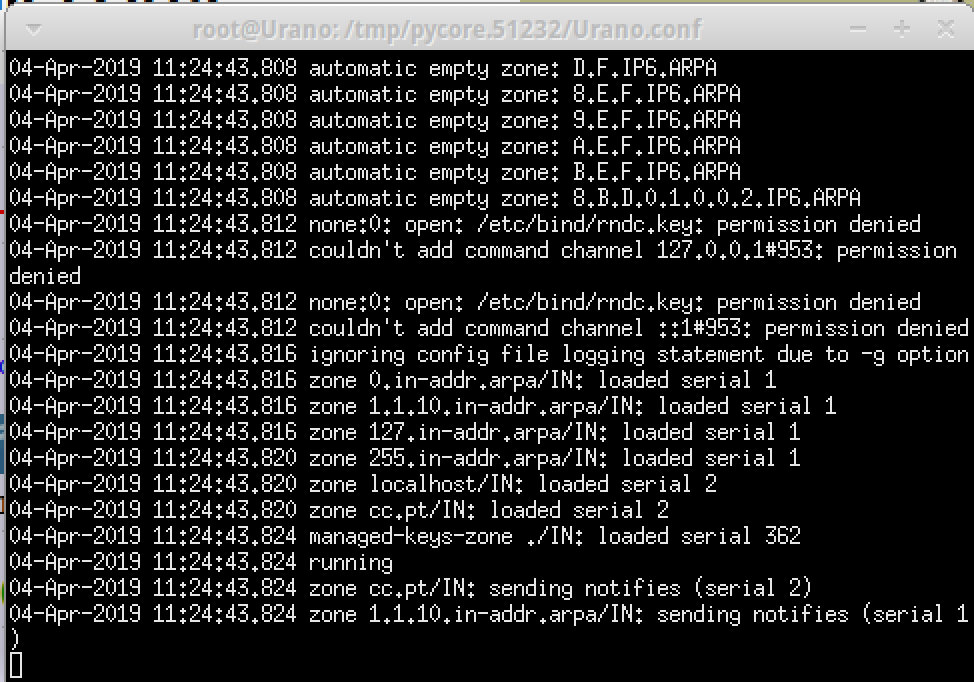 root@Urano: /tmp/pycore.51232/Urano.conf
04-Apr-2019 11:24:43.808 automatic empty zone: D.F.IP6.ARPA
04-Apr-2019 11:24:43.808 automatic empty zone: 8.E.F.IP6.ARPA
04-Apr-2019 11:24:43.808 automatic empty zone: 9.E.F.IP6.ARPA
04-Apr-2019 11:24:43.808 automatic empty zone: A.E.F.IP6.ARPA
04-Apr-2019 11:24:43.808 automatic empty zone: B.E.F.IP6.ARPA
04-Apr-2019 11:24:43.808 automatic empty zone: 8.B.D.0.1.0.0.2.IP6.ARPA
04-Apr-2019 11:24:43.812 none:0: open: /etc/bind/rndc.key: permission denied
04-Apr-2019 11:24:43.812 couldn't add command channel 127.0.0.1#953: permission
denied
04-Apr-2019 11:24:43.812 none:0: open: /etc/bind/rndc.key: permission denied
04-Apr-2019 11:24:43.812 couldn't add command channel ::1#953: permission denied
04-Apr-2019 11:24:43.816 ignoring config file logging statement due to -g option
04-Apr-2019 11:24:43.816 zone 0.in-addr.arpa/IN: loaded serial 1
04-Apr-2019 11:24:43.816 zone 1.1.10.in-addr.arpa/IN: loaded serial 1
04-Apr-2019 11:24:43.816 zone 127.in-addr.arpa/IN: loaded serial 1
04-Apr-2019 11:24:43.820 zone 255.in-addr.arpa/IN: loaded serial 1
04-Apr-2019 11:24:43.820 zone localhost/IN: loaded serial 2
04-Apr-2019 11:24:43.820 zone cc.pt/IN: loaded serial 2
04-Apr-2019 11:24:43.824 managed-keys-zone ./IN: loaded serial 362
04-Apr-2019 11:24:43.824 running
04-Apr-2019 11:24:43.824 zone cc.pt/IN: sending notifies (serial 2)
04-Apr-2019 11:24:43.824 zone 1.1.10.in-addr.arpa/IN: sending notifies (serial 1
)